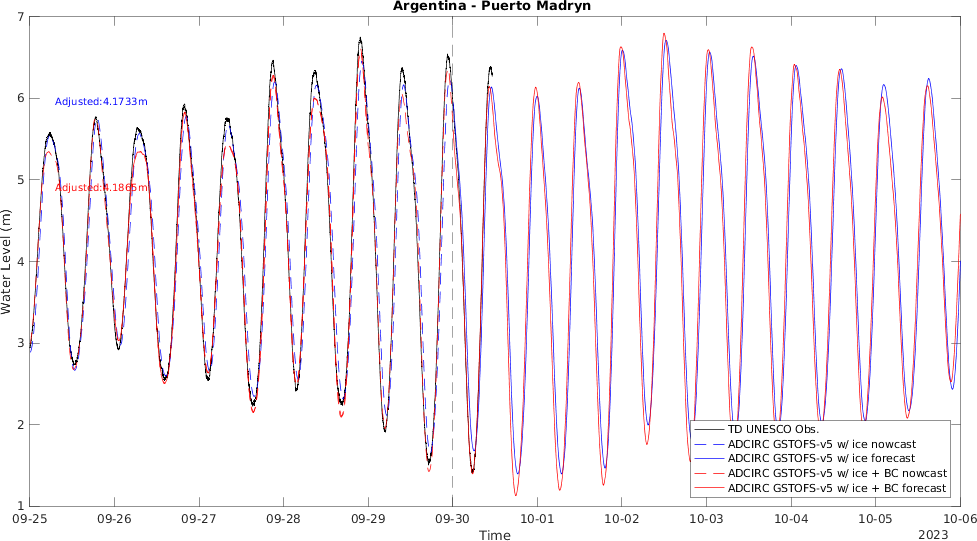 Argentina - Puerto Madryn
7
6
5
4
3
2
1
Water Level (m)
Adjusted:4.1733m
Adjusted:4.1865m
TD UNESCO Obs.
ADCIRC GSTOFS-v5 w/ ice nowcast
ADCIRC GSTOFS-v5 w/ ice forecast
ADCIRC GSTOFS-v5 w/ ice + BC nowcast
ADCIRC GSTOFS-v5 w/ ice + BC forecast
09-25 09-26 09-27 09-28 09-29 09-30 10-01 10-02 10-03 10-04 10-05 10-06
Time
2023